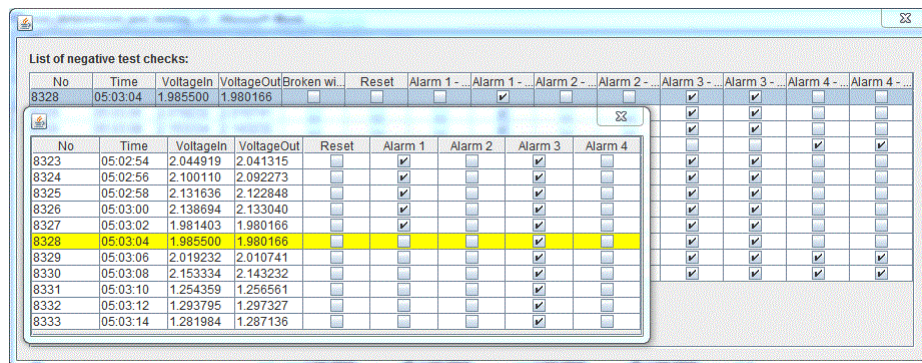 List of negative test checks:
No Time VoltageIn VoltageOut Broken wi... Reset Alarm 1 - ... Alarm 1 - ... Alarm 2 - ... Alarm 2 - ... Alarm 3 - ... Alarm 3 - ... Alarm 4 - ... Alarm 4 - ...
8328 05:03:04 1.985500 1.980166
No Time VoltageIn VoltageOut Reset Alarm 1 Alarm 2 Alarm 3 Alarm 4
8323 05:02:54 2.044919 2.041315
8324 05:02:56 2.100110 2.092273
8325 05:02:58 2.131636 2.122848
8326 05:03:00 2.138694 2.133040
8327 05:03:02 1.981403 1.980166
8328 05:03:04 1.985500 1.980166
8329 05:03:06 2.019232 2.010741
8330 05:03:08 2.153334 2.143232
8331 05:03:10 1.254359 1.256561
8332 05:03:12 1.293795 1.297327
8333 05:03:14 1.281984 1.287136